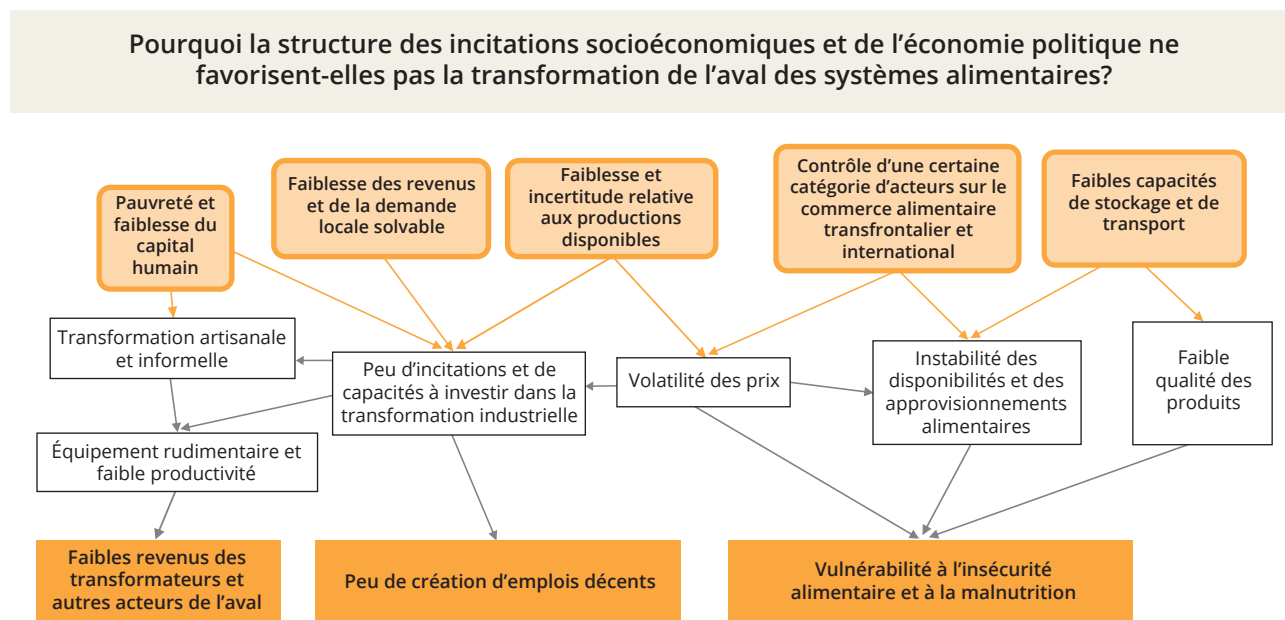 Pourquoi la structure des incitations socioéconomiques et de l’économie politique ne
favorisent-elles pas la transformation de l’aval des systèmes alimentaires?
Pauvreté et
faiblesse du
capital
humain
Faiblesse des revenus
et de la demande
locale solvable
Faiblesse et
incertitude relative
aux productions
disponibles
Contrôle d’une certaine
catégorie d’acteurs sur le
commerce alimentaire
transfrontalier et
international
Faibles capacités
de stockage et de
transport
Transformation artisanale
et informelle
Peu d’incitations et de
capacités à investir dans la
transformation industrielle
Volatilité des prix
Instabilité des
disponibilités et des
approvisionnements
alimentaires
Faible
qualité des
produits
Équipement rudimentaire et
faible productivité
Faibles revenus des
transformateurs et
autres acteurs de l’aval
Peu de création d’emplois décents
Vulnérabilité à l’insécurité
alimentaire et à la malnutrition